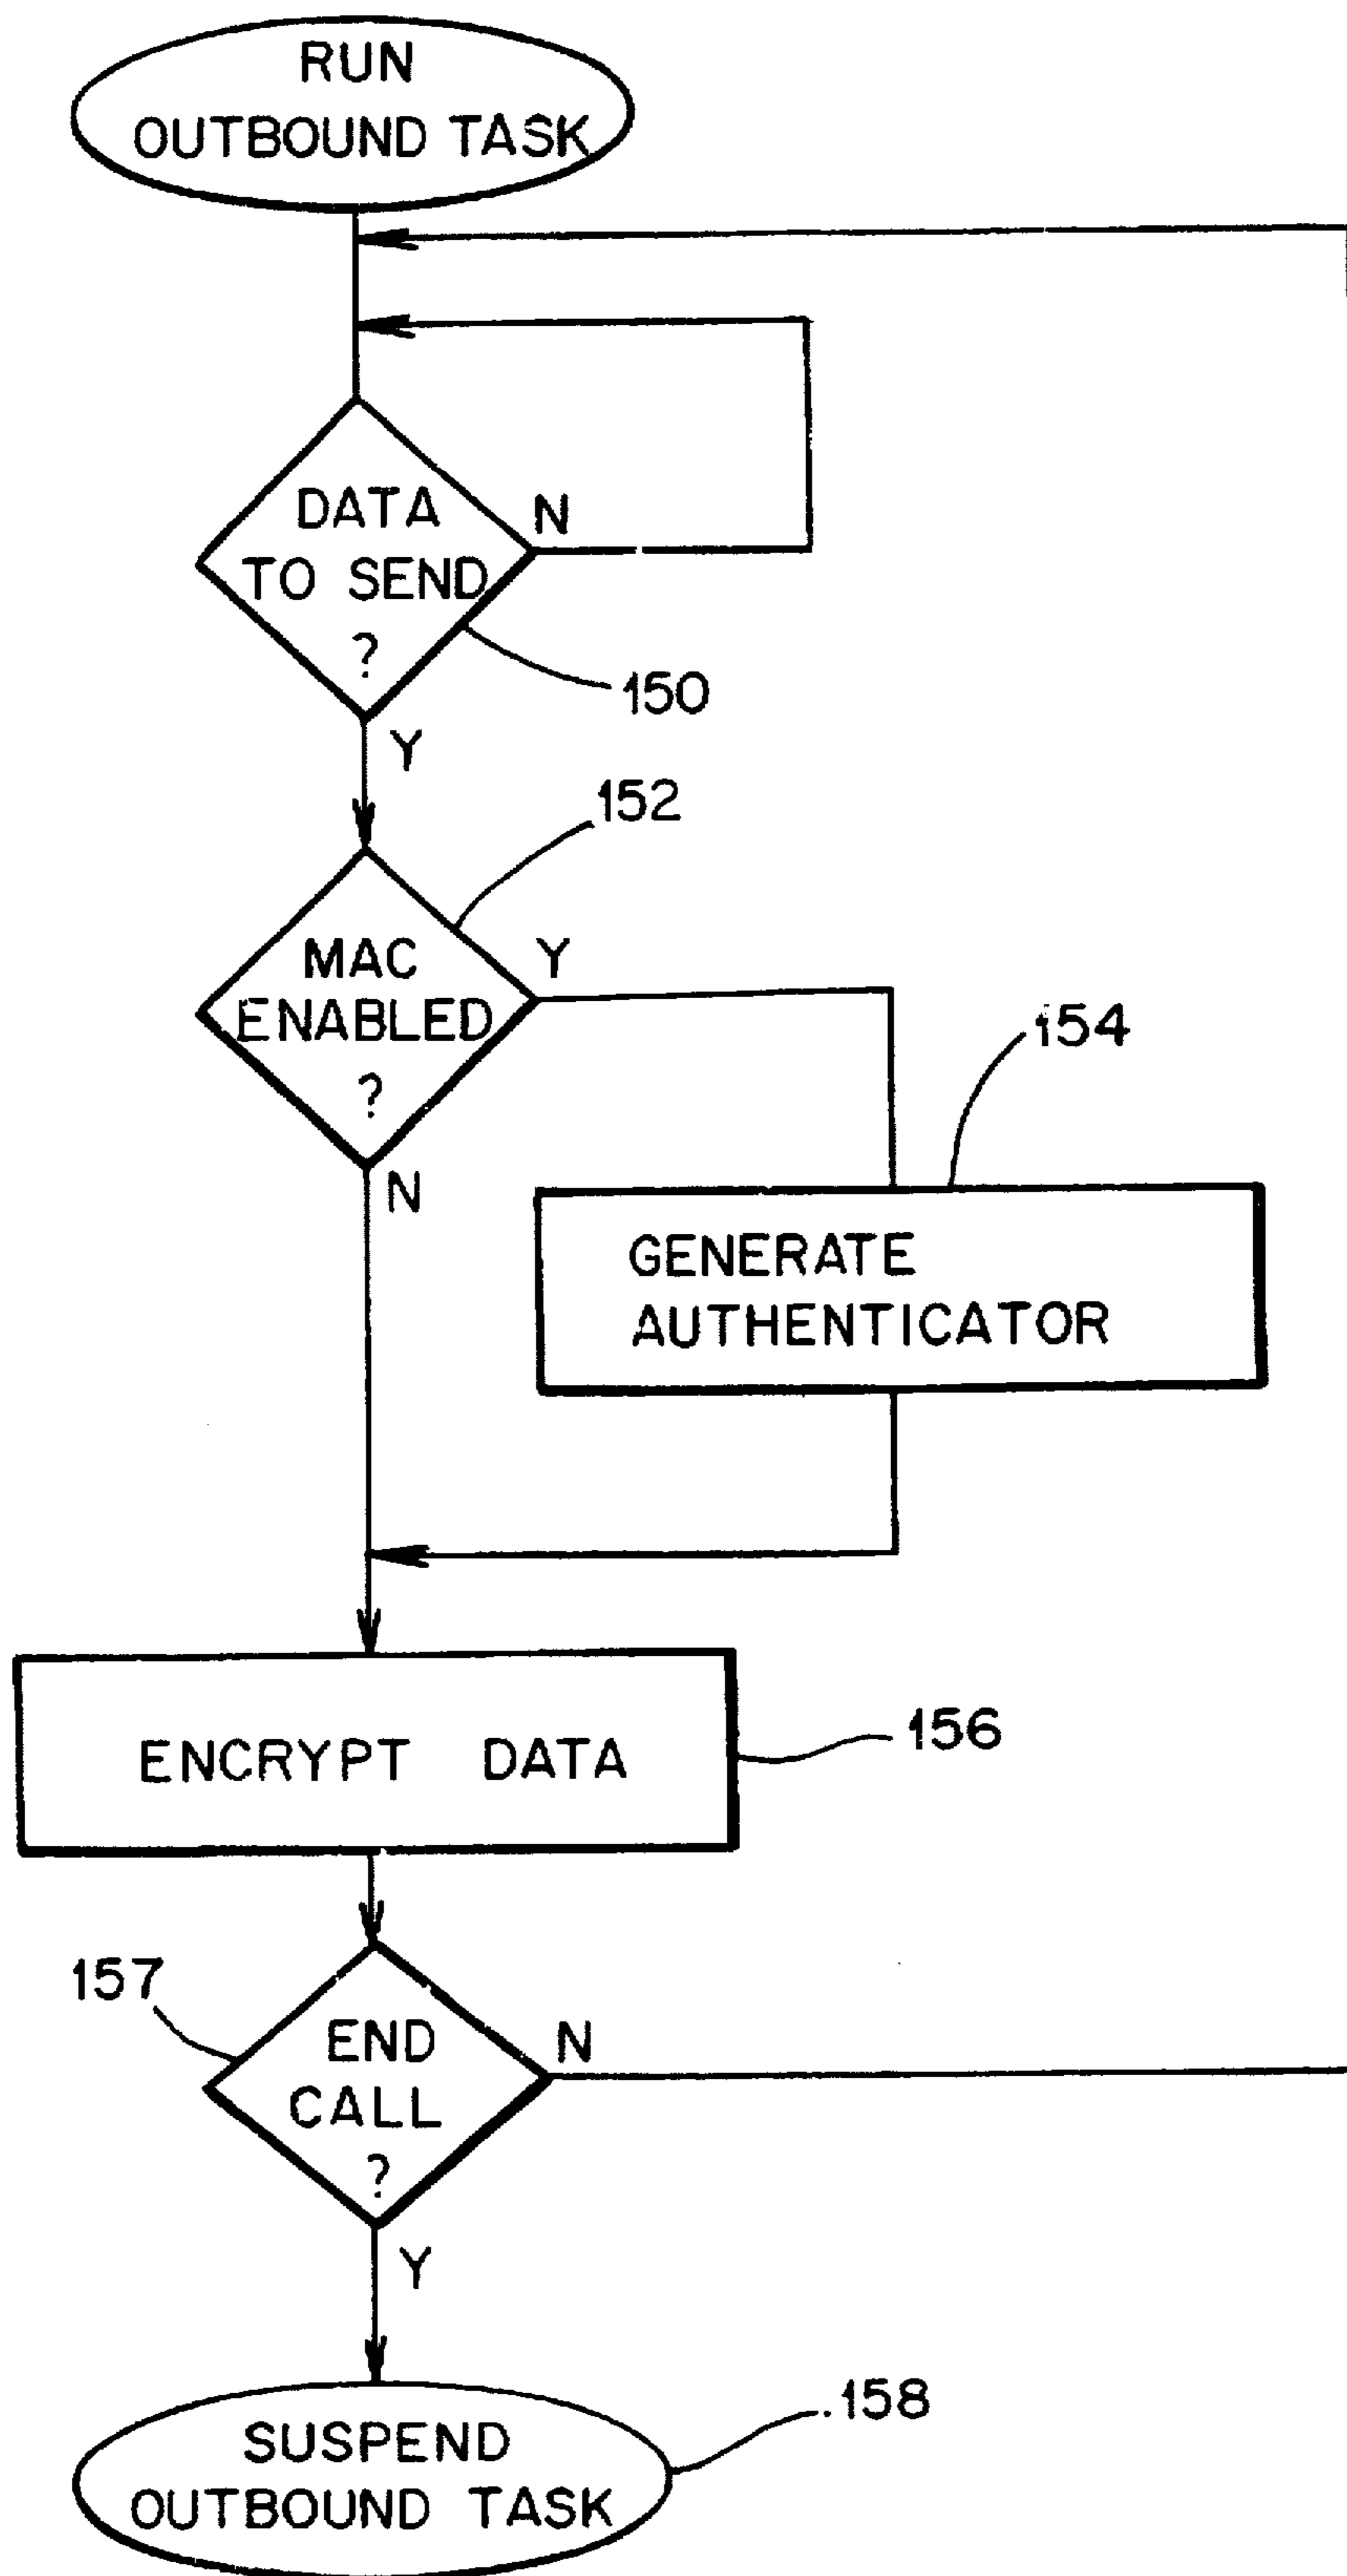 RUN
OUTBOUND TASK
DATA
TO SEND
?
N
150
Y
152
MAC
ENABLED
?
Y
154
N
GENERATE
AUTHENTICATOR
ENCRYPT DATA
156
157
END
CALL
?
N
Y
158
SUSPEND
OUTBOUND TASK